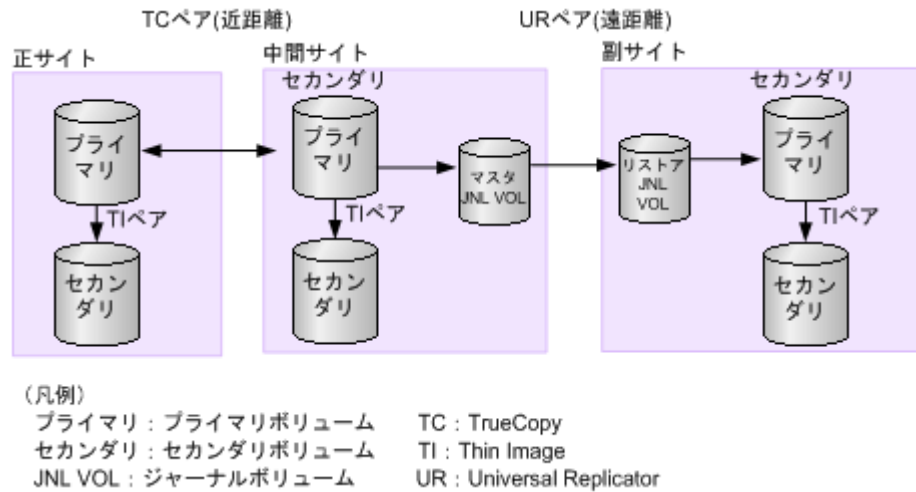 TCペア(近距離)
URペア(遠距離)
正サイト
中間サイト
副サイト
プライ
マリ
TIペア
セカン
ダリ
セカンダリ
プライ
マリ
TIペア
セカン
ダリ
マスタ
JNL VOL
リストア
JNL
VOL
セカンダリ
プライ
マリ
TIペア
セカン
ダリ
（凡例）
プライマリ：プライマリボリューム
セカンダリ：セカンダリボリューム
JNL VOL：ジャーナルボリューム
TC：TrueCopy
TI：Thin Image
UR：Universal Replicator